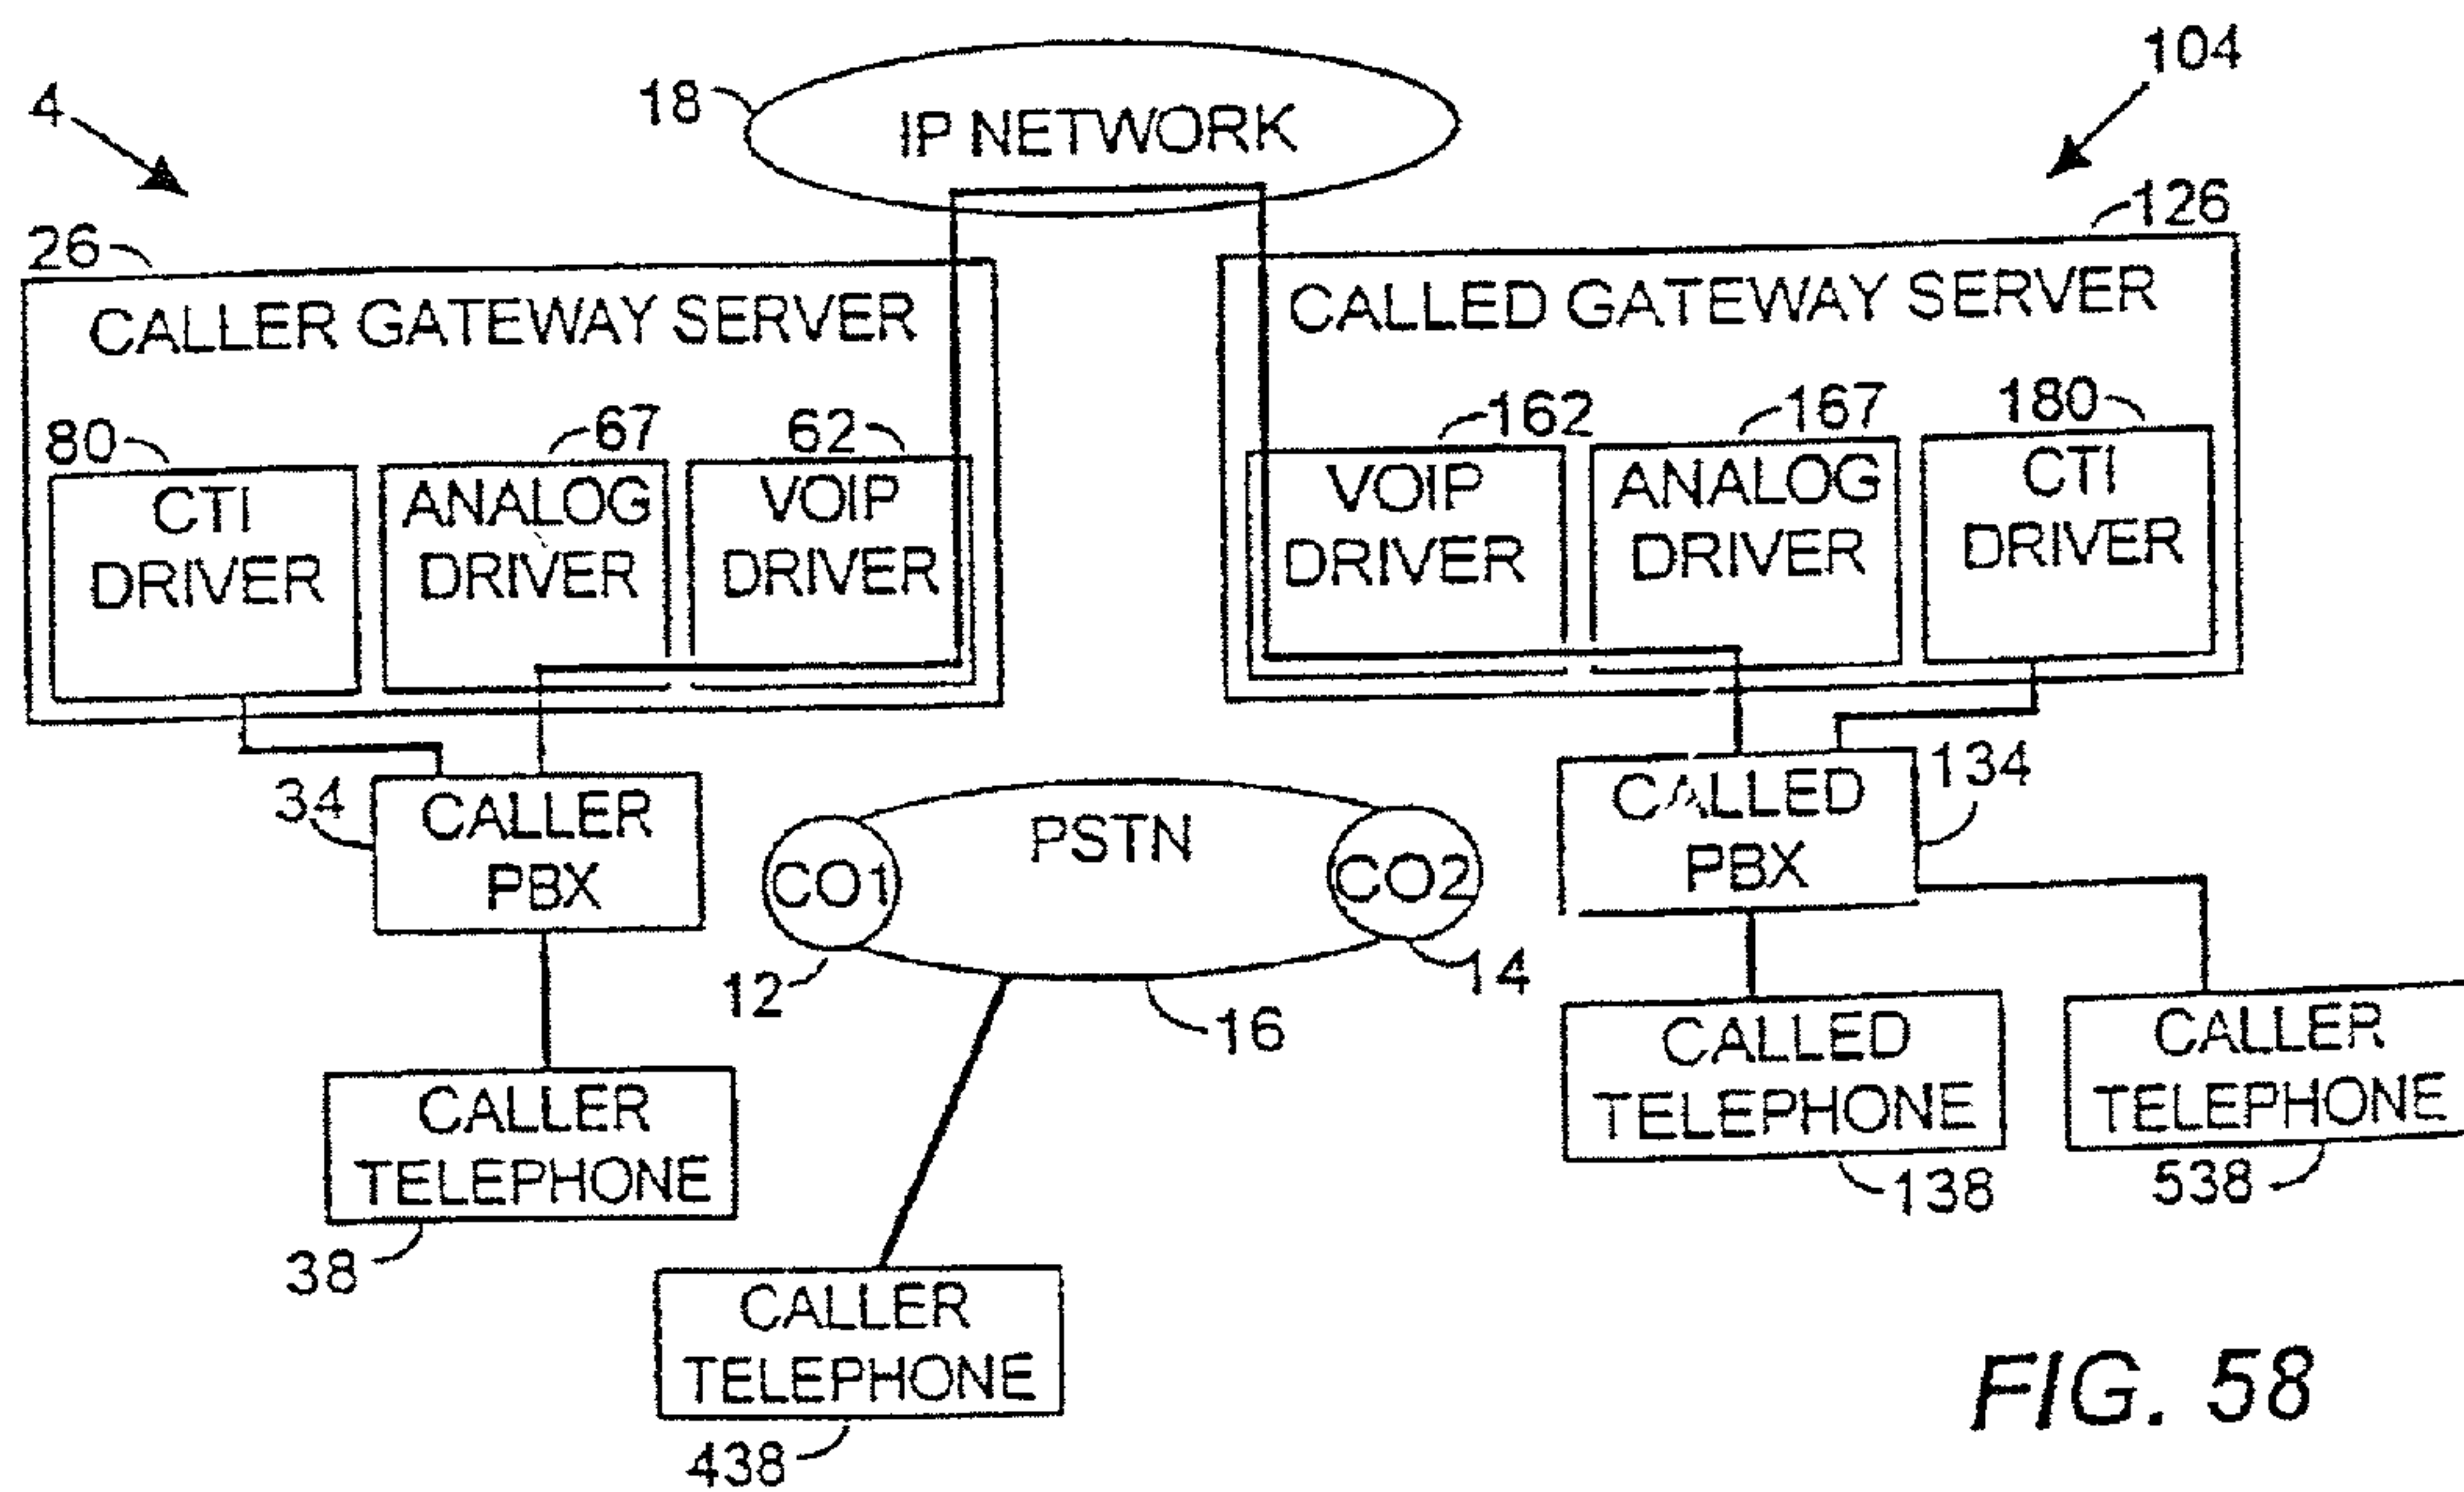 4
18
IP NETWORK
104
26
126
CALLER GATEWAY SERVER
CALLED GATEWAY SERVER
80
67
62
162
167
180
CTI
DRIVER
ANALOG
DRIVER
VOIP
DRIVER
VOIP
DRIVER
ANALOG
DRIVER
CTI
DRIVER
34
CALLER
PBX
CO1
PSTN
CO2
CALLED
PBX
134
12
16
14
CALLER
TELEPHONE
38
CALLED
TELEPHONE
138
CALLER
TELEPHONE
538
CALLER
TELEPHONE
438
FIG. 58